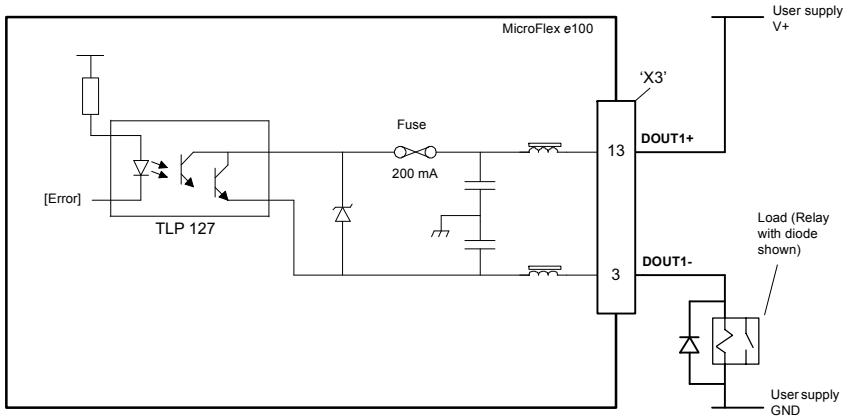 User supply
V+
MicroFlex e100
'X3'
Fuse
13
DOUT1+
200 mA
[Error]
TLP 127
Load (Relay
with diode
shown)
DOUT1-
3
User supply
GND